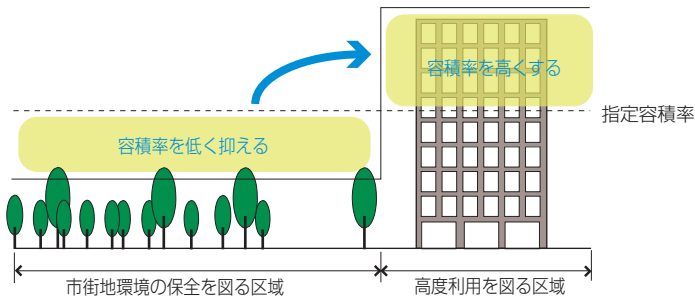 容積率を高くする
指定容積率
容積率を低く抑える
市街地環境の保全を図る区域
高度利用を図る区域